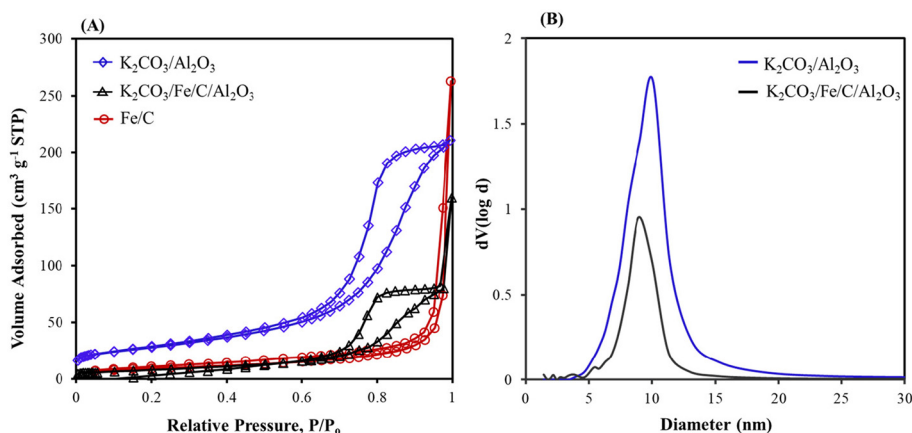 (A)
300
250
200
150
100
50
0
Volume Adsorbed (cm³ g⁻¹ STP)
K₂CO₃/Al₂O₃
K₂CO₃/Fe/C/Al₂O₃
Fe/C
0 0.2 0.4 0.6 0.8 1
Relative Pressure, P/Pₒ
(B)
2
1.5
1
0.5
0
dV(log d)
K₂CO₃/Al₂O₃
K₂CO₃/Fe/C/Al₂O₃
0 5 10 15 20 25 30
Diameter (nm)